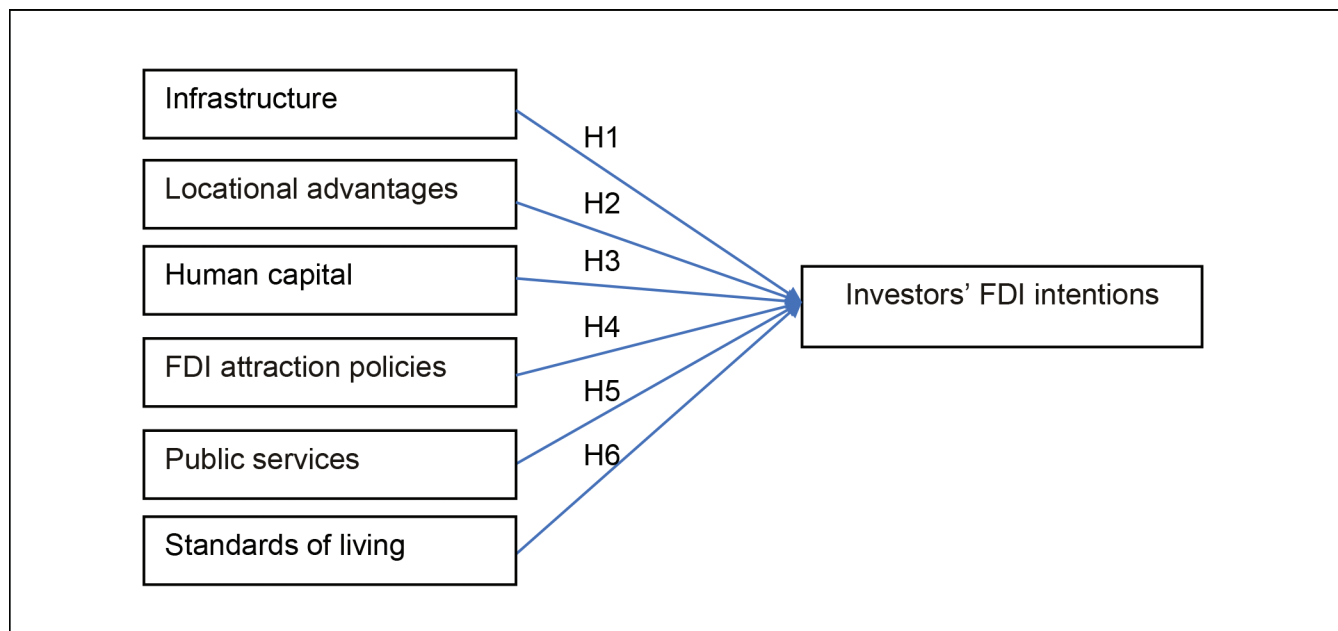 Infrastructure
H1
Locational advantages
H2
Human capital
H3
Investors’ FDI intentions
FDI attraction policies
H4
Public services
H5
Standards of living
H6